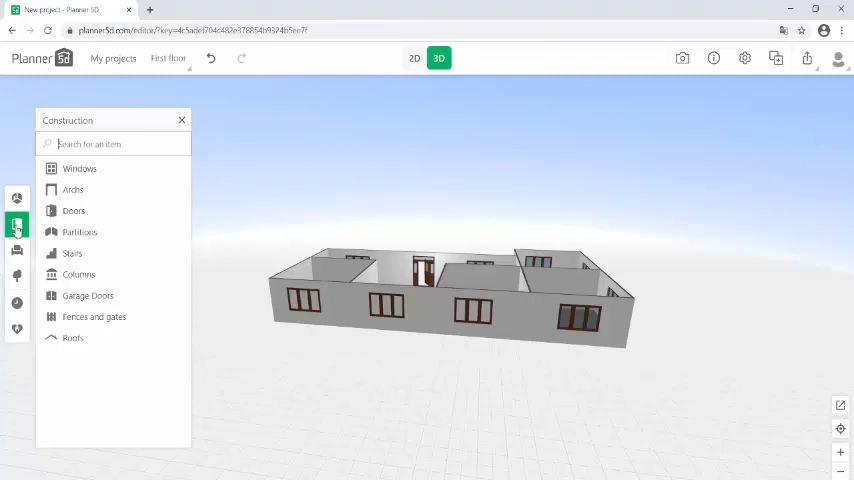 New project - Planner 5D
planner5d.com/editor/?key=4c5adef704c482e378854b9324b5ee7f
Planner 5d
My projects
First floor
2D
3D
Construction
Search for an item
Windows
Archs
Doors
Partitions
Stairs
Columns
Garage Doors
Fences and gates
Roofs